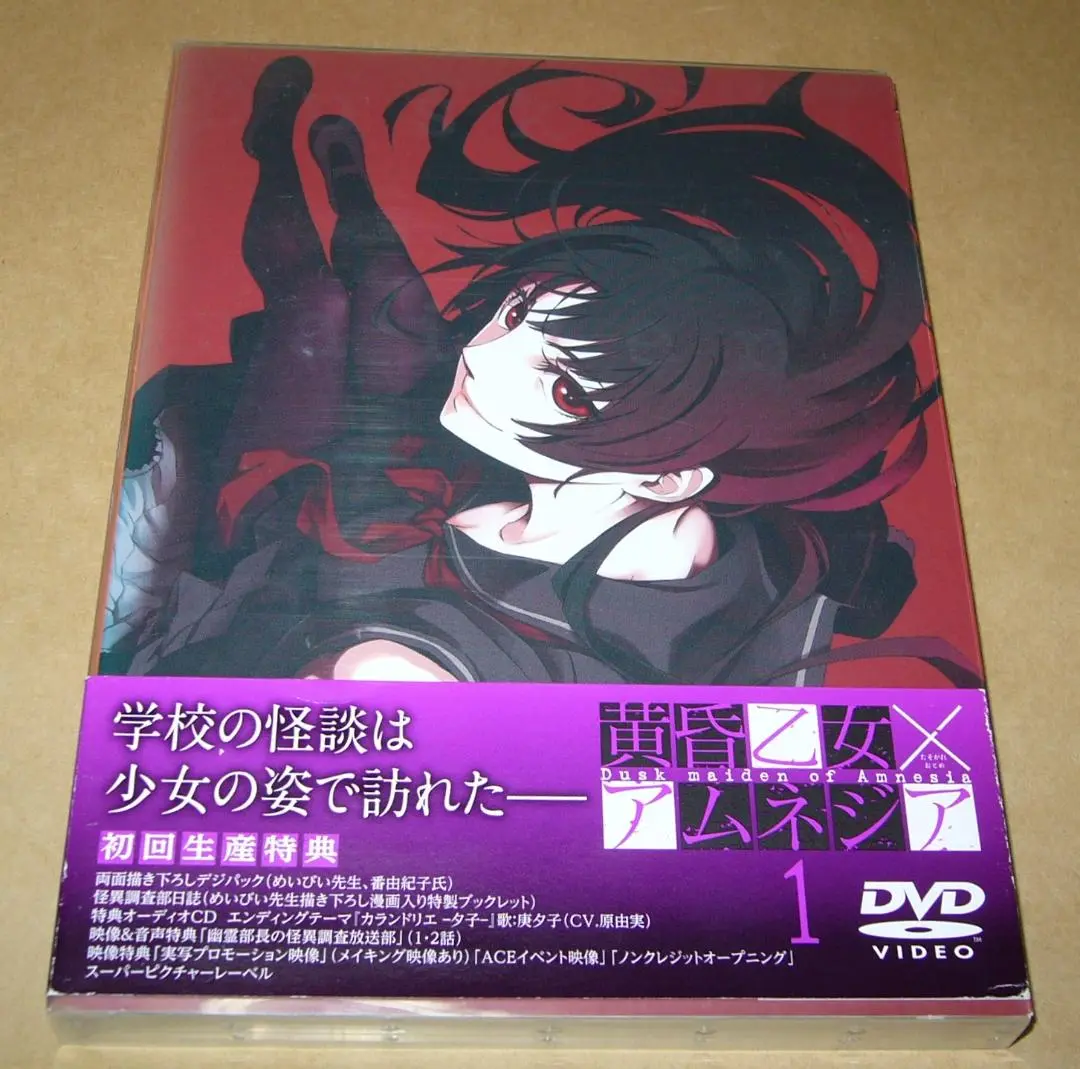 学校の怪談は
少女の姿で訪れた——
初回生産特典
両面描き下ろしデジパック(めいびい先生、番由紀子氏)
怪異調査部日誌(めいびい先生描き下ろし漫画入り特製ブックレット)
特典オーディオCD エンディングテーマ『カランドリエ -夕子-』歌:庚夕子(CV.原由実)
映像&音声特典「幽霊部長の怪異調査放送部」(1・2話)
映像特典「実写プロモーション映像」(メイキング映像あり)「ACEイベント映像」「ノンクレジットオープニング」
スーパーピクチャーレーベル
黄昏乙女×
たそかれ
おとめ
Dusk maiden of Amnesia
アムネジア
1
DVD
VIDEO
TM